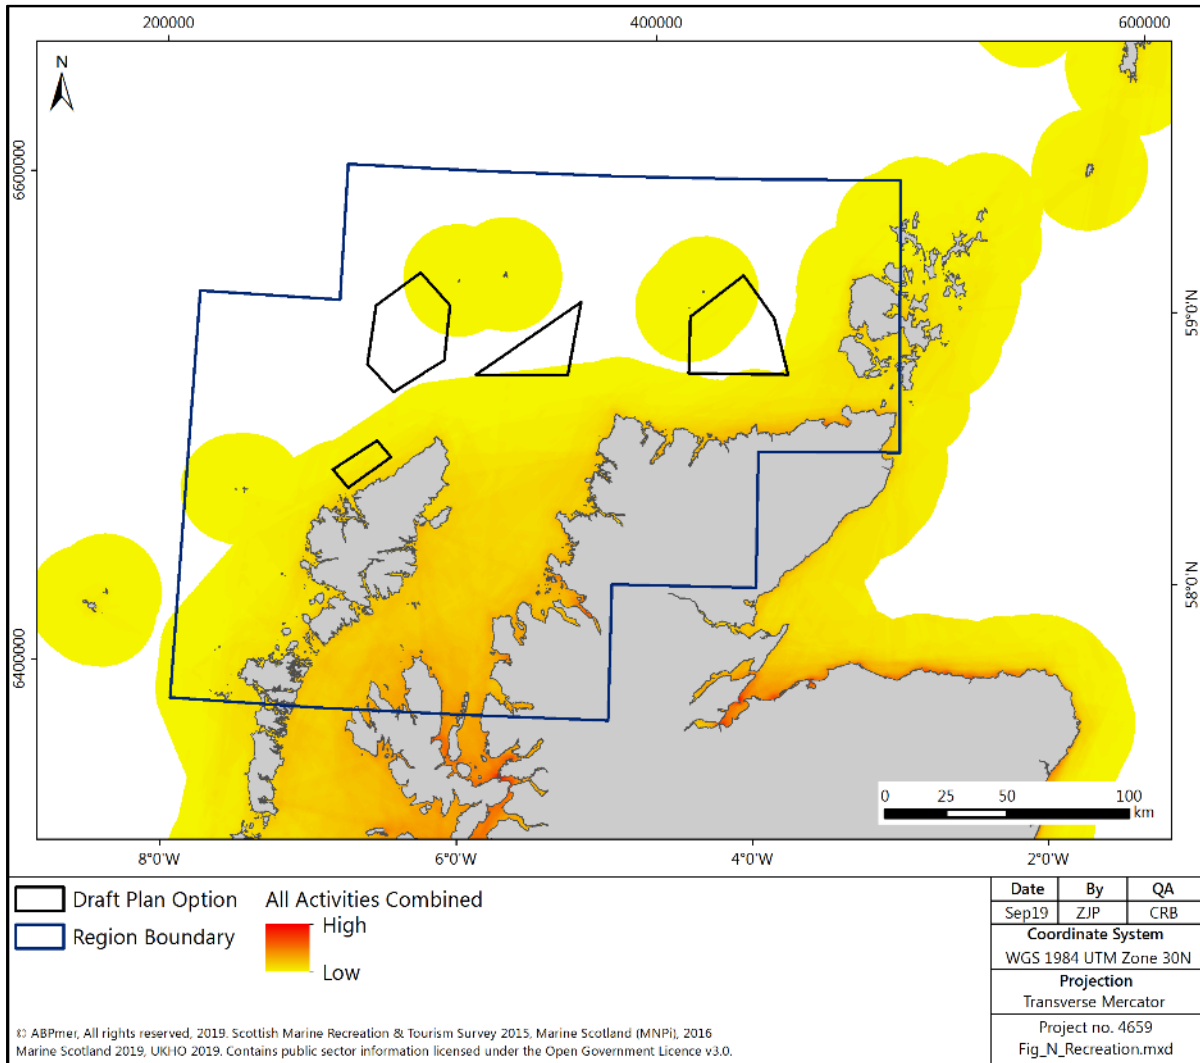 200000
400000
600000
N
6600000
6400000
59°0'N
58°0'N
0
25
50
100
km
8°0'W
6°0'W
4°0'W
2°0'W
Draft Plan Option
Region Boundary
All Activities Combined
High
Low
Date By QA
Sep19 ZJP CRB
Coordinate System
WGS 1984 UTM Zone 30N
Projection
Transverse Mercator
Project no. 4659
Fig_N_Recreation.mxd
© ABPmer, All rights reserved, 2019. Scottish Marine Recreation & Tourism Survey 2015, Marine Scotland (MNPi), 2016
Marine Scotland 2019, UKHO 2019. Contains public sector information licensed under the Open Government Licence v3.0.